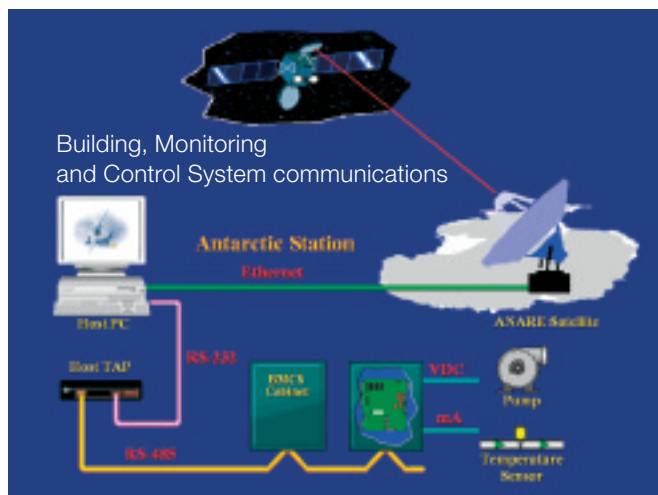 Building, Monitoring
and Control System communications
Antarctic Station
Ethernet
Host PC
ANARE Satellite
Host TAP
RS-232
BMCS
Cabinet
VDC
Pump
mA
RS-485
Temperature
Sensor